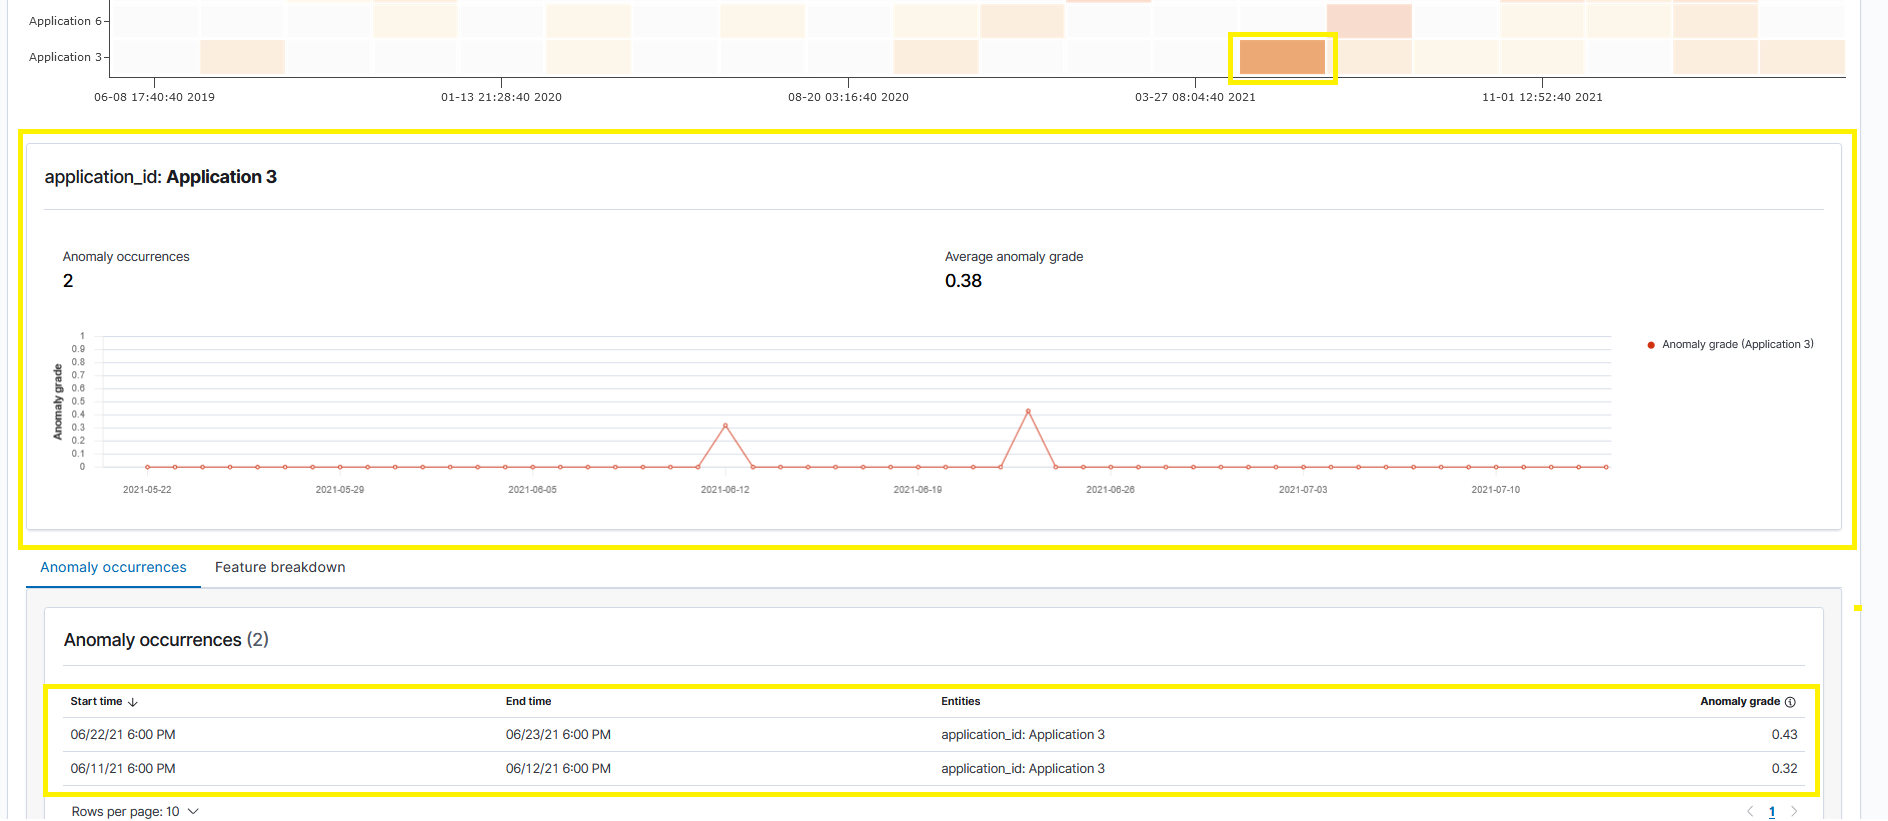 Application 6
Application 3
06-08 17:40:40 2019 01-13 21:28:40 2020 08-20 03:16:40 2020 03-27 08:04:40 2021 11-01 12:52:40 2021
application_id: Application 3
Anomaly occurrences Average anomaly grade
2 0.38
Anomaly grade
1
0.9
0.8
0.7
0.6
0.5
0.4
0.3
0.2
0.1
0
Anomaly grade (Application 3)
2021-05-22 2021-05-29 2021-06-05 2021-06-12 2021-06-19 2021-06-26 2021-07-03 2021-07-10
Anomaly occurrences Feature breakdown
Anomaly occurrences (2)
Start time End time Entities Anomaly grade
06/22/21 6:00 PM 06/23/21 6:00 PM application_id: Application 3 0.43
06/11/21 6:00 PM 06/12/21 6:00 PM application_id: Application 3 0.32
Rows per page: 10 1